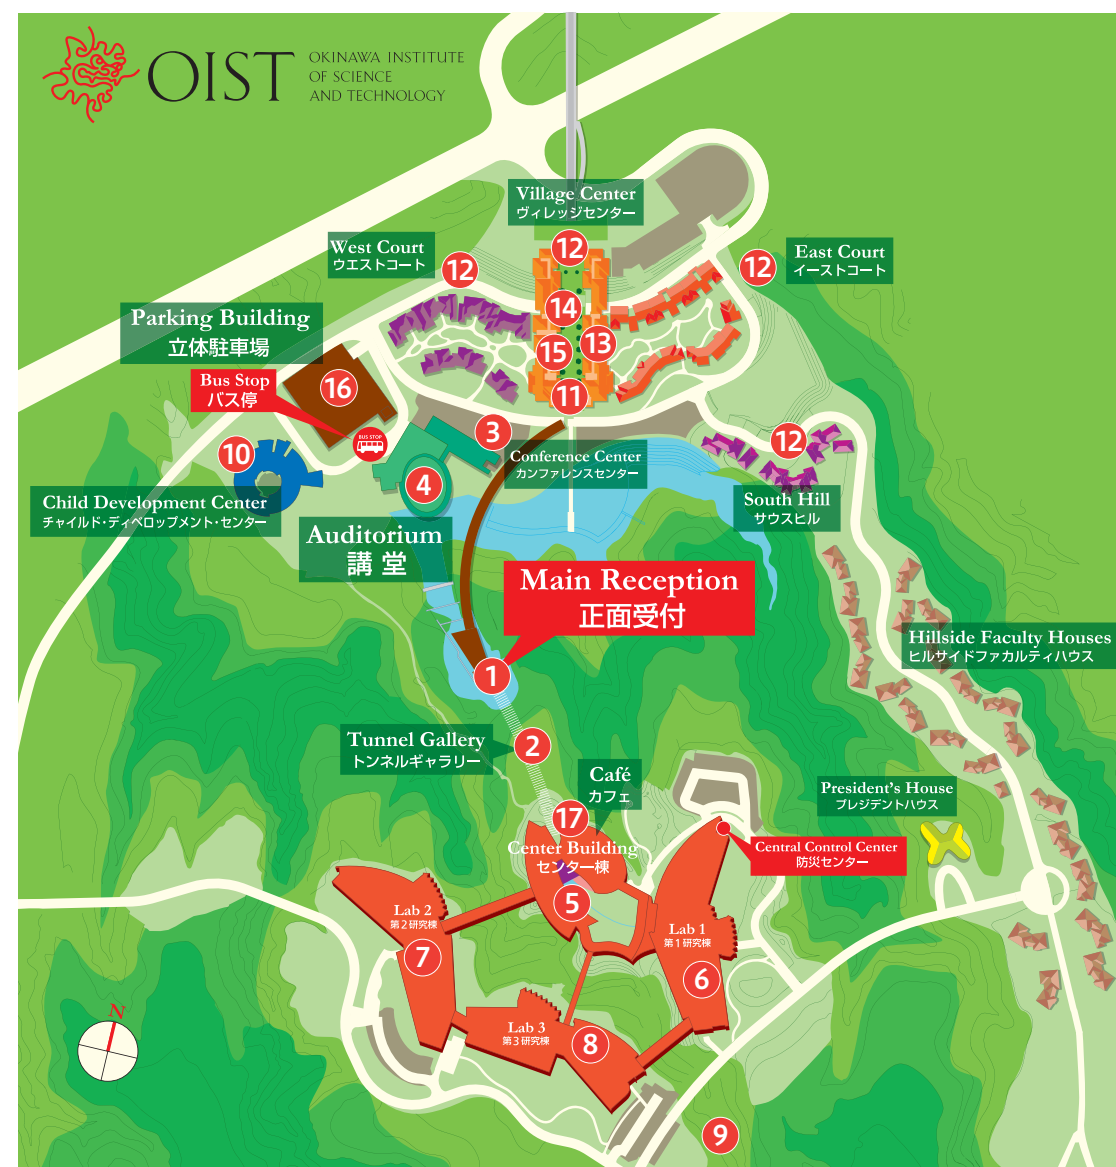 OIST
OKINAWA INSTITUTE
OF SCIENCE
AND TECHNOLOGY
Village Center
ヴィレッジセンター
West Court
ウエストコート
12
12
12
East Court
イーストコート
Parking Building
立体駐車場
14
13
15
Bus Stop
バス停
16
11
BUS STOP
3
12
10
Conference Center
カンファレンスセンター
4
Child Development Center
チャイルド・ディベロップメント・センター
South Hill
サウスヒル
Auditorium
講堂
Main Reception
正面受付
Hillside Faculty Houses
ヒルサイドファカルティハウス
1
Tunnel Gallery
トンネルギャラリー
2
Café
カフェ
President's House
プレジデントハウス
17
Center Building
センター棟
Central Control Center
防災センター
5
Lab 2
第2研究棟
Lab 1
第1研究棟
7
6
N
Lab 3
第3研究棟
8
9